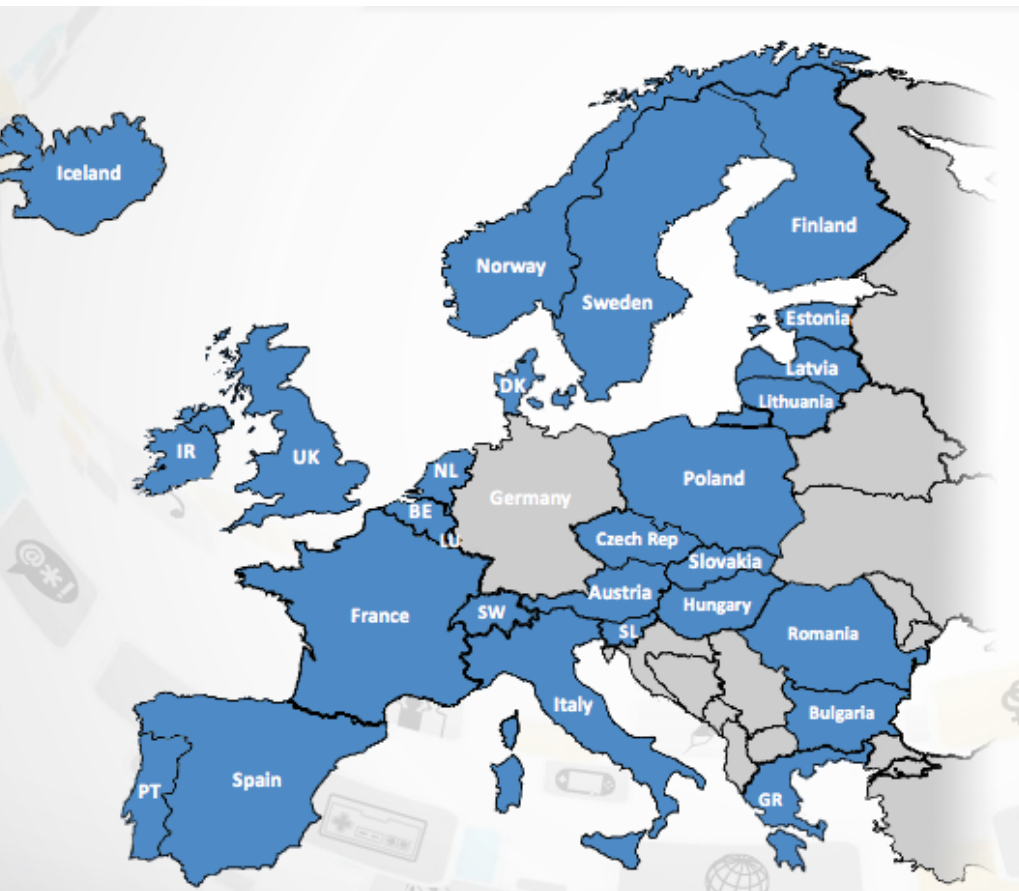 Iceland
Finland
Norway
Sweden
Estonia
Latvia
DK
Lithuania
IR
UK
NL
Poland
Germany
BE
Czech Rep
LU
Slovakia
Austria
Hungary
France
SW
SL
Romania
Italy
Bulgaria
Spain
PT
GR
@*!
$